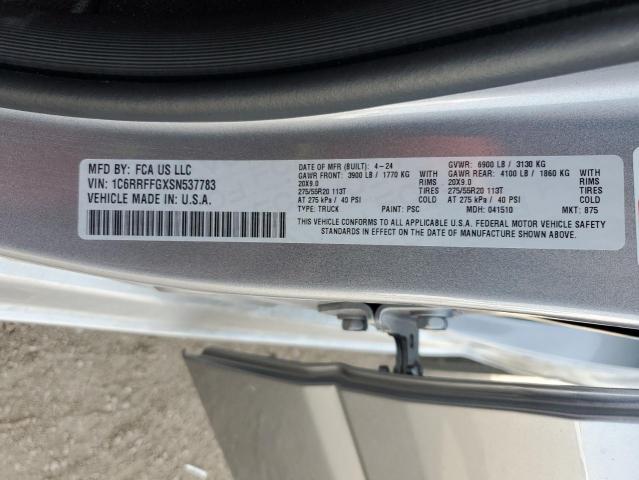 MFD BY: FCA US LLC
VIN: 1C6RRFFGXSN537783
VEHICLE MADE IN: U.S.A.
DATE OF MFR (BUILT): 4-24 GVWR: 6900 LB / 3130 KG
GAWR FRONT: 3900 LB / 1770 KG GAWR REAR: 4100 LB / 1860 KG
20X9.0 RIMS 20X9.0 RIMS
275/55R20 113T TIRES 275/55R20 113T TIRES
AT 275 kPa / 40 PSI COLD AT 275 kPa / 40 PSI COLD
TYPE: TRUCK PAINT: PSC MDH: 041510 MKT: 875
THIS VEHICLE CONFORMS TO ALL APPLICABLE U.S.A. FEDERAL MOTOR VEHICLE SAFETY
STANDARDS IN EFFECT ON THE DATE OF MANUFACTURE SHOWN ABOVE.